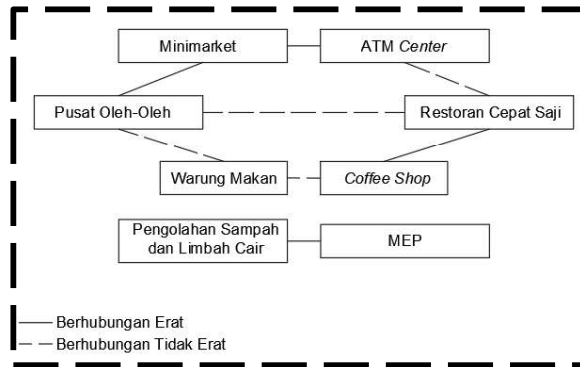 Minimarket
ATM Center
Pusat Oleh-Oleh
Restoran Cepat Saji
Warung Makan
Coffee Shop
Pengolahan Sampah
dan Limbah Cair
MEP
Berhubungan Erat
Berhubungan Tidak Erat